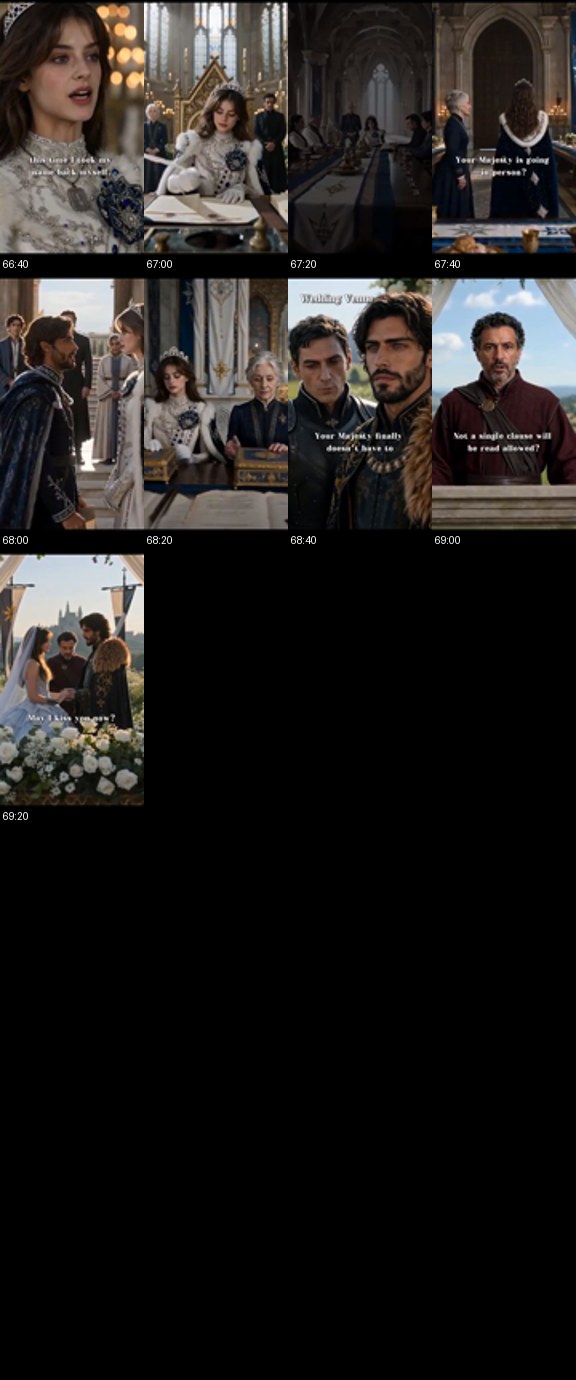 this time I took my
name back myself.
66:40
67:00
67:20
Your Majesty is going
in person?
67:40
68:00
68:20
Wedding Venue
Your Majesty finally
doesn't have to
68:40
Not a single clause will
be read allowed?
69:00
May I kiss you now?
69:20